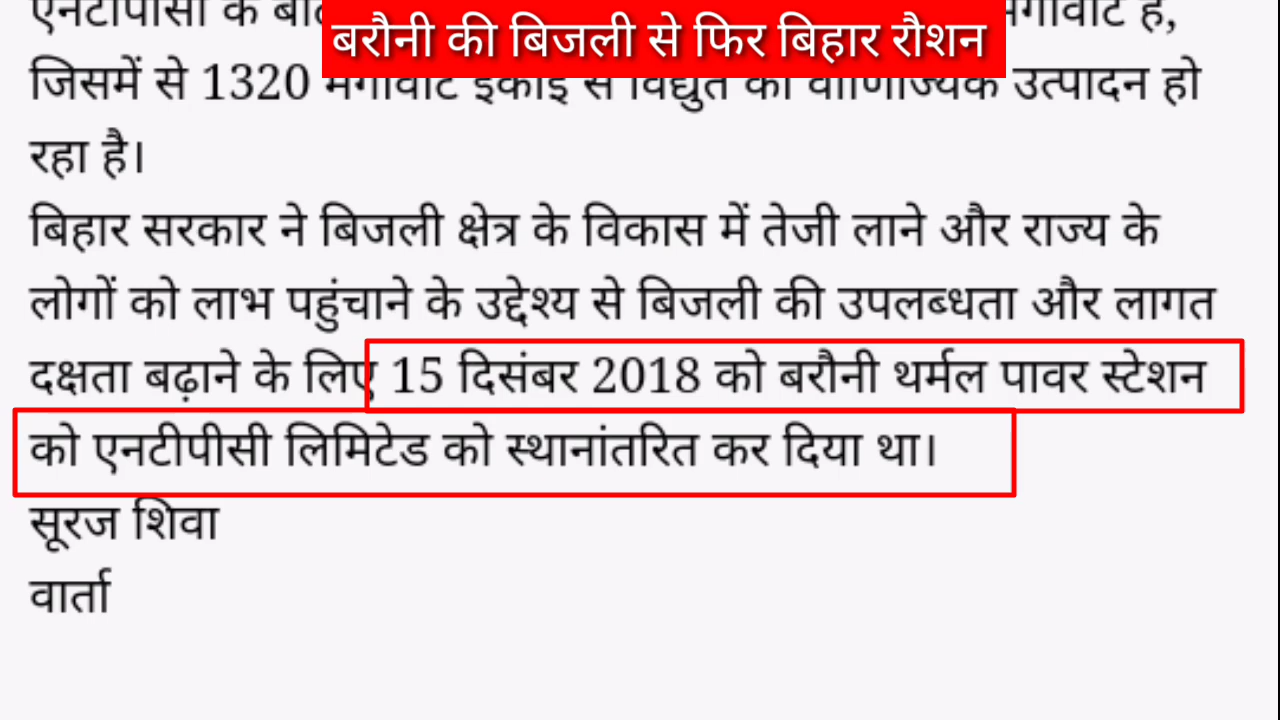 बरौनी की बिजली से फिर बिहार रौशन
एनटीपीसी के
जिसमें से 1320 मेगावाट इकाई से विद्युत का वाणिज्यिक उत्पादन हो
रहा है।
बिहार सरकार ने बिजली क्षेत्र के विकास में तेजी लाने और राज्य के
लोगों को लाभ पहुंचाने के उद्देश्य से बिजली की उपलब्धता और लागत
दक्षता बढ़ाने के लिए 15 दिसंबर 2018 को बरौनी थर्मल पावर स्टेशन
को एनटीपीसी लिमिटेड को स्थानांतरित कर दिया था।
सूरज शिवा
वार्ता